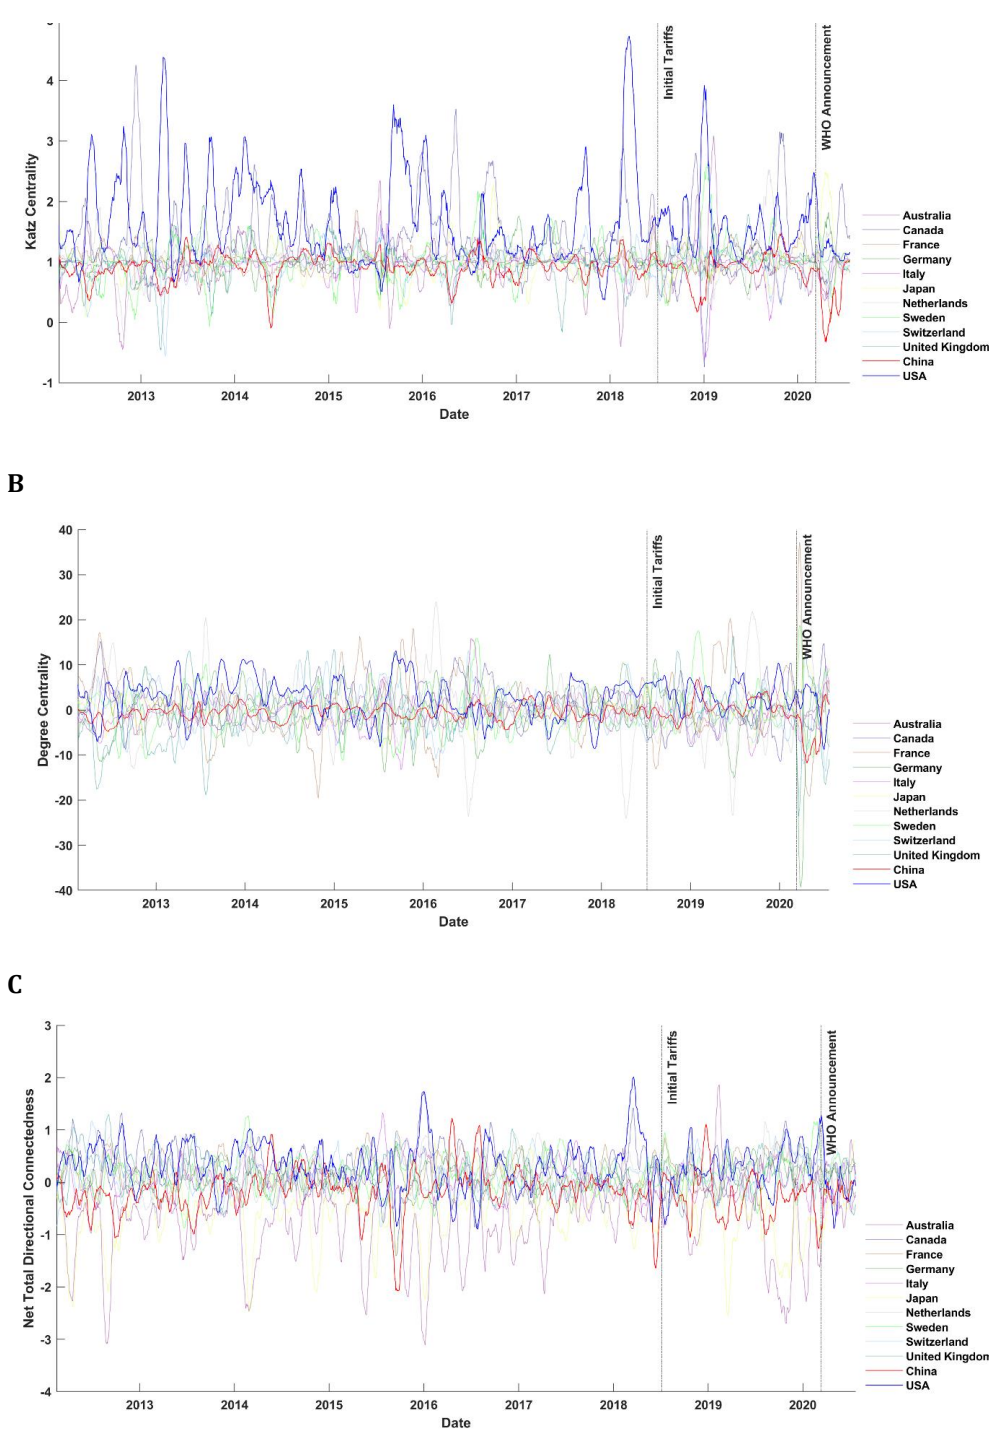 5
4
3
2
1
0
-1
Katz Centrality
Initial Tariffs
WHO Announcement
2013 2014 2015 2016 2017 2018 2019 2020
Date
Australia
Canada
France
Germany
Italy
Japan
Netherlands
Sweden
Switzerland
United Kingdom
China
USA
B
40
30
20
10
0
-10
-20
-30
-40
Degree Centrality
Initial Tariffs
WHO Announcement
2013 2014 2015 2016 2017 2018 2019 2020
Date
Australia
Canada
France
Germany
Italy
Japan
Netherlands
Sweden
Switzerland
United Kingdom
China
USA
C
3
2
1
0
-1
-2
-3
-4
Net Total Directional Connectedness
Initial Tariffs
WHO Announcement
2013 2014 2015 2016 2017 2018 2019 2020
Date
Australia
Canada
France
Germany
Italy
Japan
Netherlands
Sweden
Switzerland
United Kingdom
China
USA